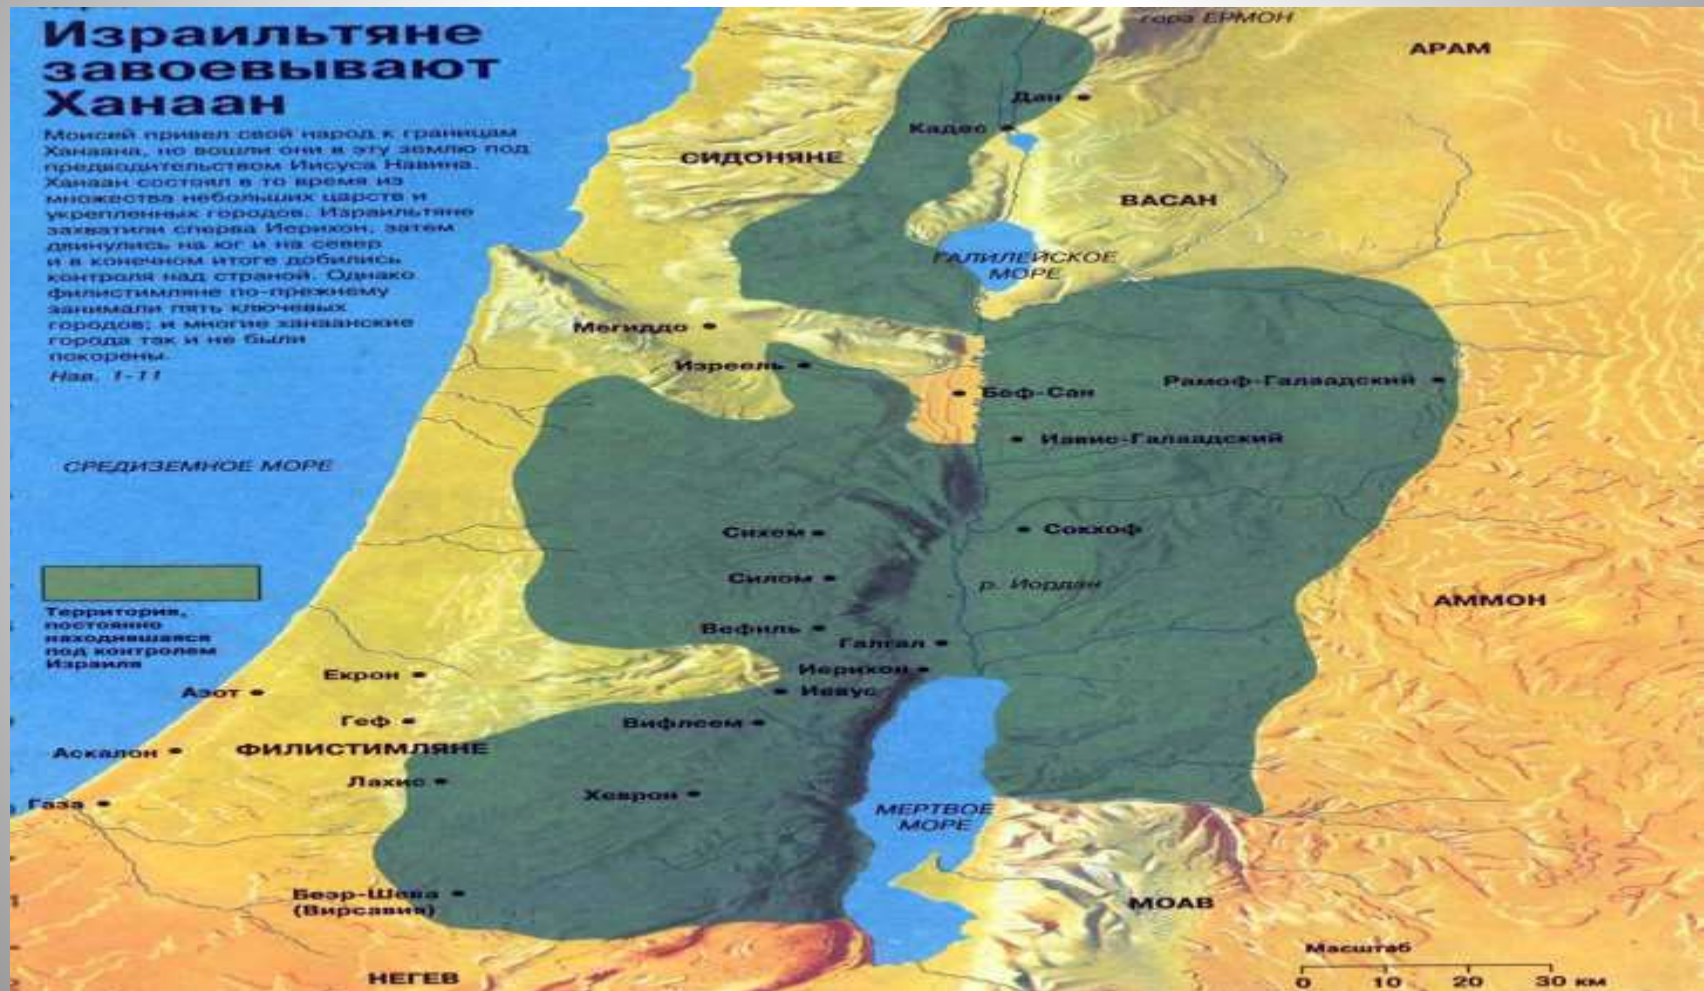 Израильтяне
завоевывают
Ханаан
Моисей привел свой народ к границам
Ханаана, но вошли они в эту землю под
предводительством Иисуса Навина.
Ханаан состоял в то время из
множества небольших царств и
укрепленных городов. Израильтяне
захватили сперва Иерихон, затем
двинулись на юг и на север
и в конечном итоге добились
контроля над страной. Однако
филистимляне по-прежнему
занимали пять ключевых
городов; и многие ханаанские
города так и не были
покорены.
Нав. 1-11
гора ЕРМОН
АРАМ
Дан
Кадес
СИДОНЯНЕ
ВАСАН
ГАЛИЛЕЙСКОЕ
МОРЕ
Мегиддо
Изреель
Беф-Сан
Рамоф-Галаадский
Иавис-Галаадский
СРЕДИЗЕМНОЕ МОРЕ
Сихем
Сокхоф
Силом
р. Иордан
АММОН
Территория,
постоянно
находившаяся
под контролем
Израиля
Вефиль
Галгал
Иерихон
Екрон
Азот
Иевус
Геф
Вифлеем
Аскалон
ФИЛИСТИМЛЯНЕ
Лахис
Хеврон
Газа
МЕРТВОЕ
МОРЕ
Беэр-Шева
(Вирсавия)
МОАВ
НЕГЕВ
Масштаб
0 10 20 30 км